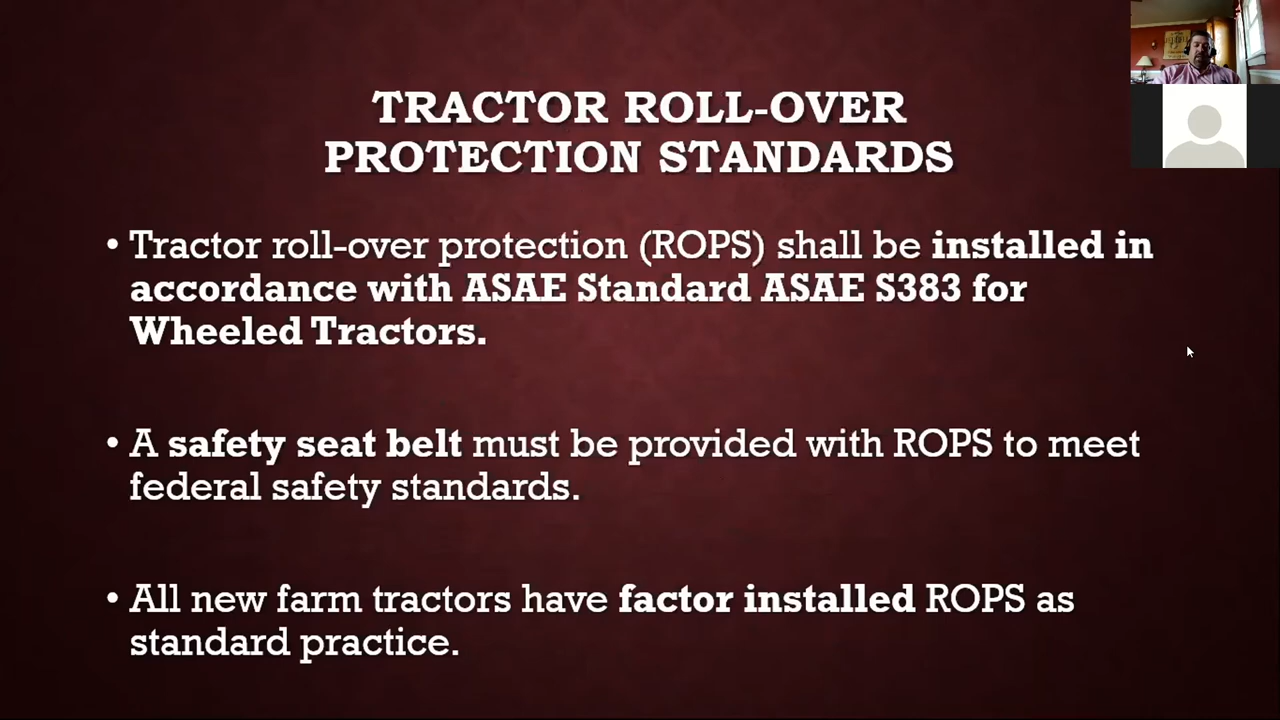 TRACTOR ROLL-OVER
PROTECTION STANDARDS
• Tractor roll-over protection (ROPS) shall be installed in
accordance with ASAE Standard ASAE S383 for
Wheeled Tractors.
• A safety seat belt must be provided with ROPS to meet
federal safety standards.
• All new farm tractors have factor installed ROPS as
standard practice.